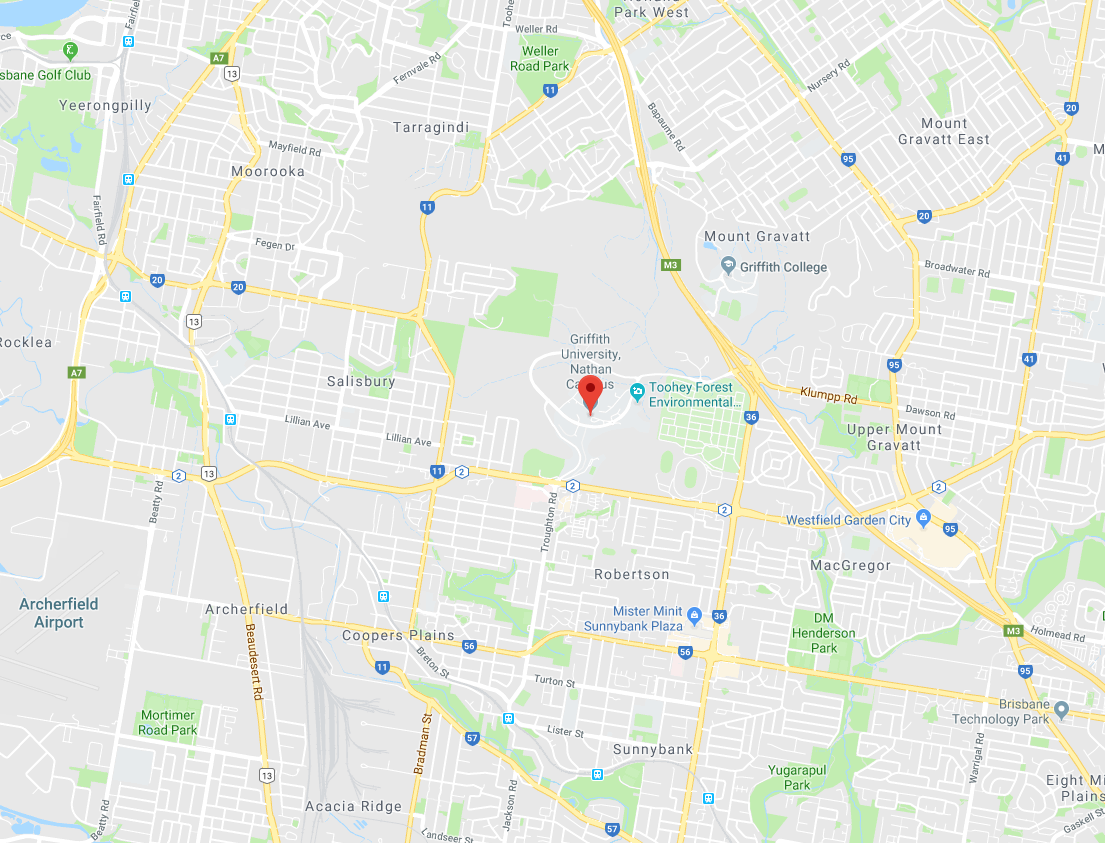 Park West
Fairfield
Toohe
Weller Rd
Weller
Road Park
A7
13
sbane Golf Club
Fernvale Rd
Nursery Rd
11
Yeerongpilly
Bapaume Rd
20
Tarragindi
Mount
Gravatt East
Mayfield Rd
95
41
M
Moorooka
Fairfield Rd
11
20
Fegen Dr
Mount Gravatt
M3
Griffith College
Broadwater Rd
20
20
13
Rocklea
Griffith
University,
Nathan
Campus
95
41
A7
Salisbury
Toohey Forest
Environmental...
Klumpp Rd
Dawson Rd
Lillian Ave
Lillian Ave
36
Upper Mount
Gravatt
2
13
11
2
2
2
Beatty Rd
Troughton Rd
2
Westfield Garden City
95
MacGregor
Robertson
Archerfield
Airport
Archerfield
Mister Minit
Sunnybank Plaza
36
DM
Henderson
Park
M3
Holmead Rd
Coopers Plains
56
56
11
Breton St
Beaudesert Rd
95
Turton St
Mortimer
Road Park
Bradman St
Lister St
57
Brisbane
Technology Park
Sunnybank
Warrigal Rd
13
Yugarapul
Park
Eight Mi
Plains
Acacia Ridge
Beatty Rd
Jackson Rd
Landseer St
57
Gaskell St